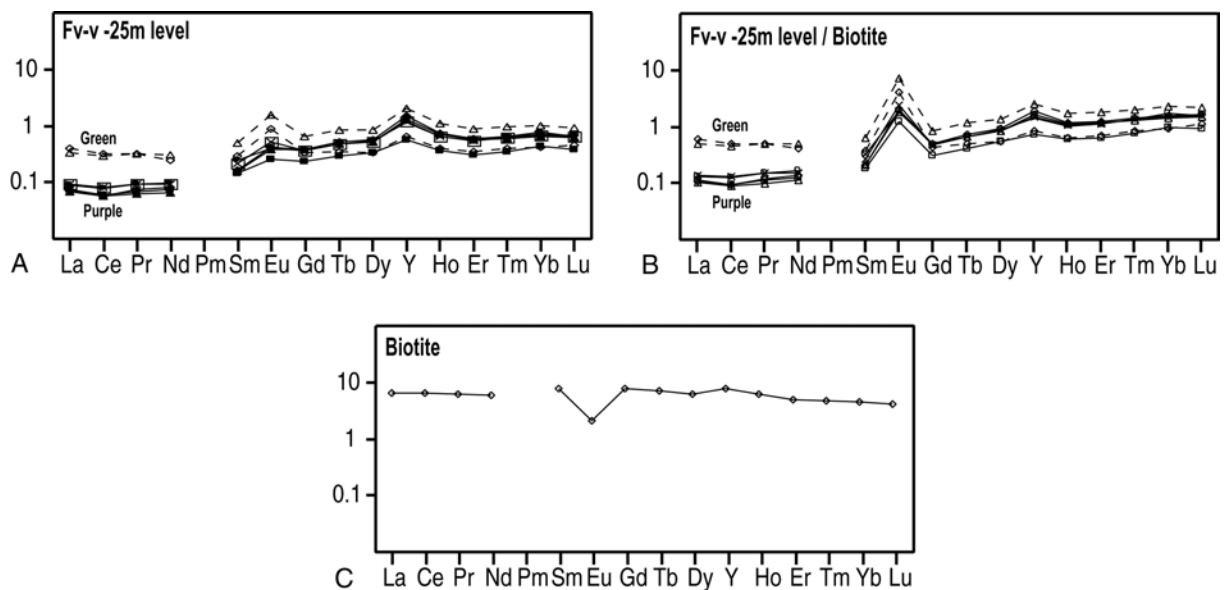 Fv-v -25m level
10
1
0.1
Green
Purple
A
La Ce Pr Nd Pm Sm Eu Gd Tb Dy Y Ho Er Tm Yb Lu
Fv-v -25m level / Biotite
10
1
0.1
Green
Purple
B
La Ce Pr Nd Pm Sm Eu Gd Tb Dy Y Ho Er Tm Yb Lu
Biotite
10
1
0.1
C
La Ce Pr Nd Pm Sm Eu Gd Tb Dy Y Ho Er Tm Yb Lu